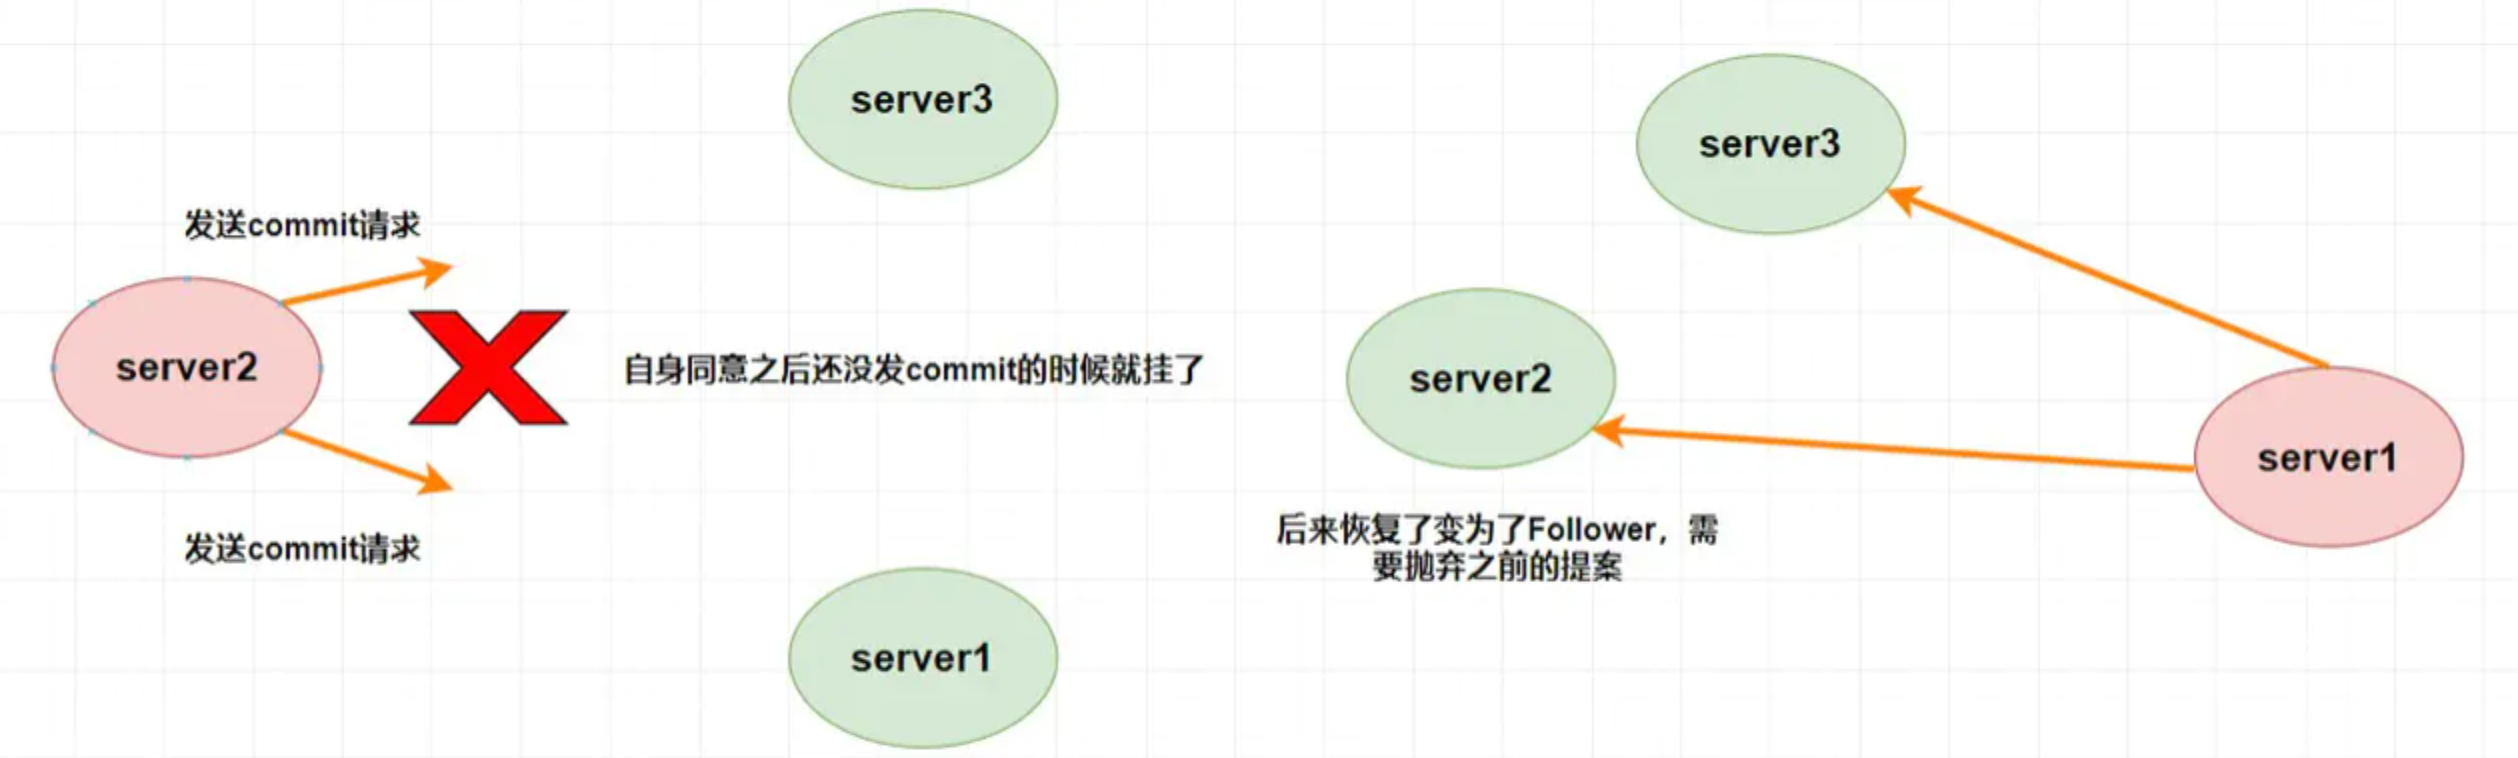 server3
发送commit请求
server2
自身同意之后还没发commit的时候就挂了
发送commit请求
server1
server3
server2
server1
后来恢复了变为了Follower，需
要抛弃之前的提案